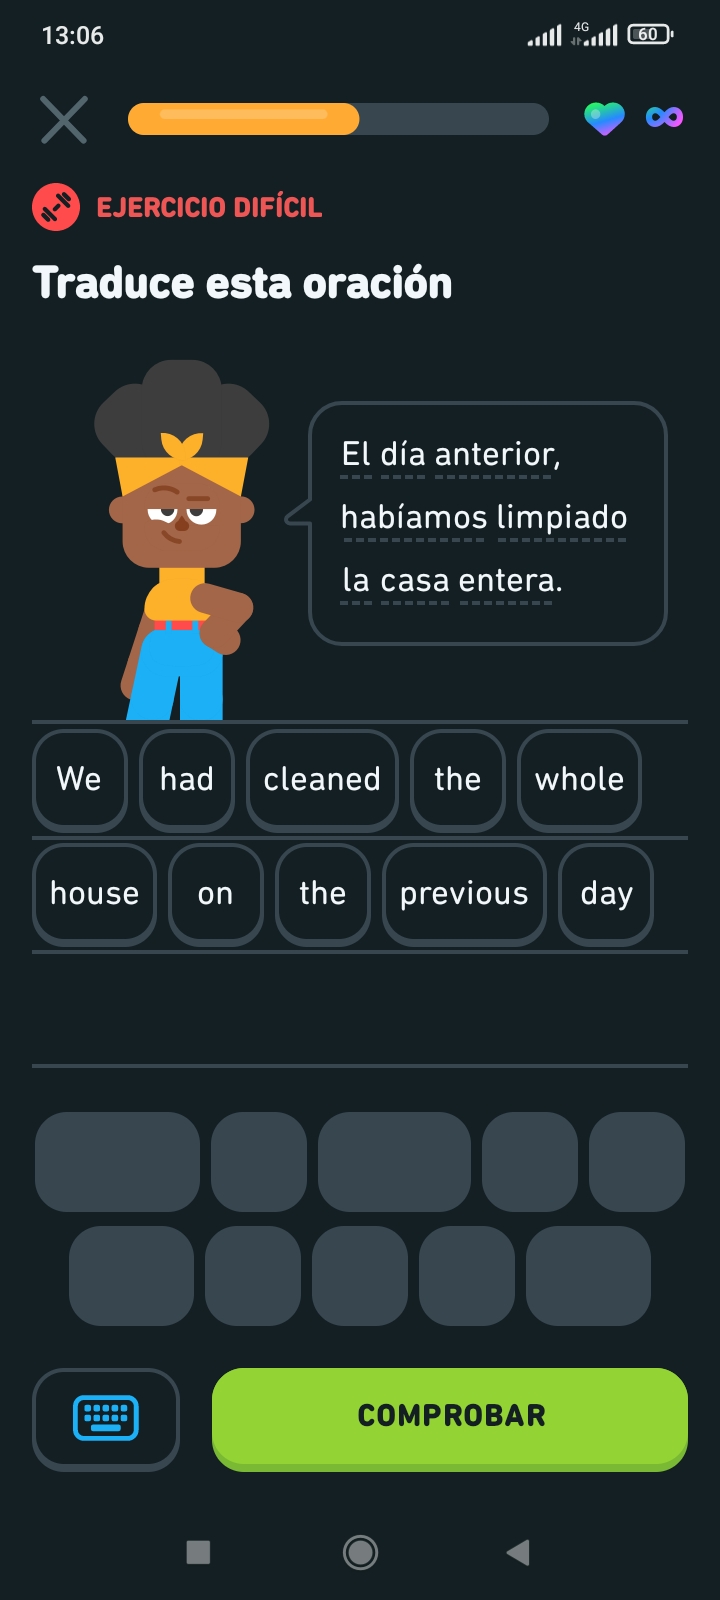 13:06
4G
60
EJERCICIO DIFÍCIL
Traduce esta oración
El día anterior,
habíamos limpiado
la casa entera.
We had cleaned the whole
house on the previous day
COMPROBAR